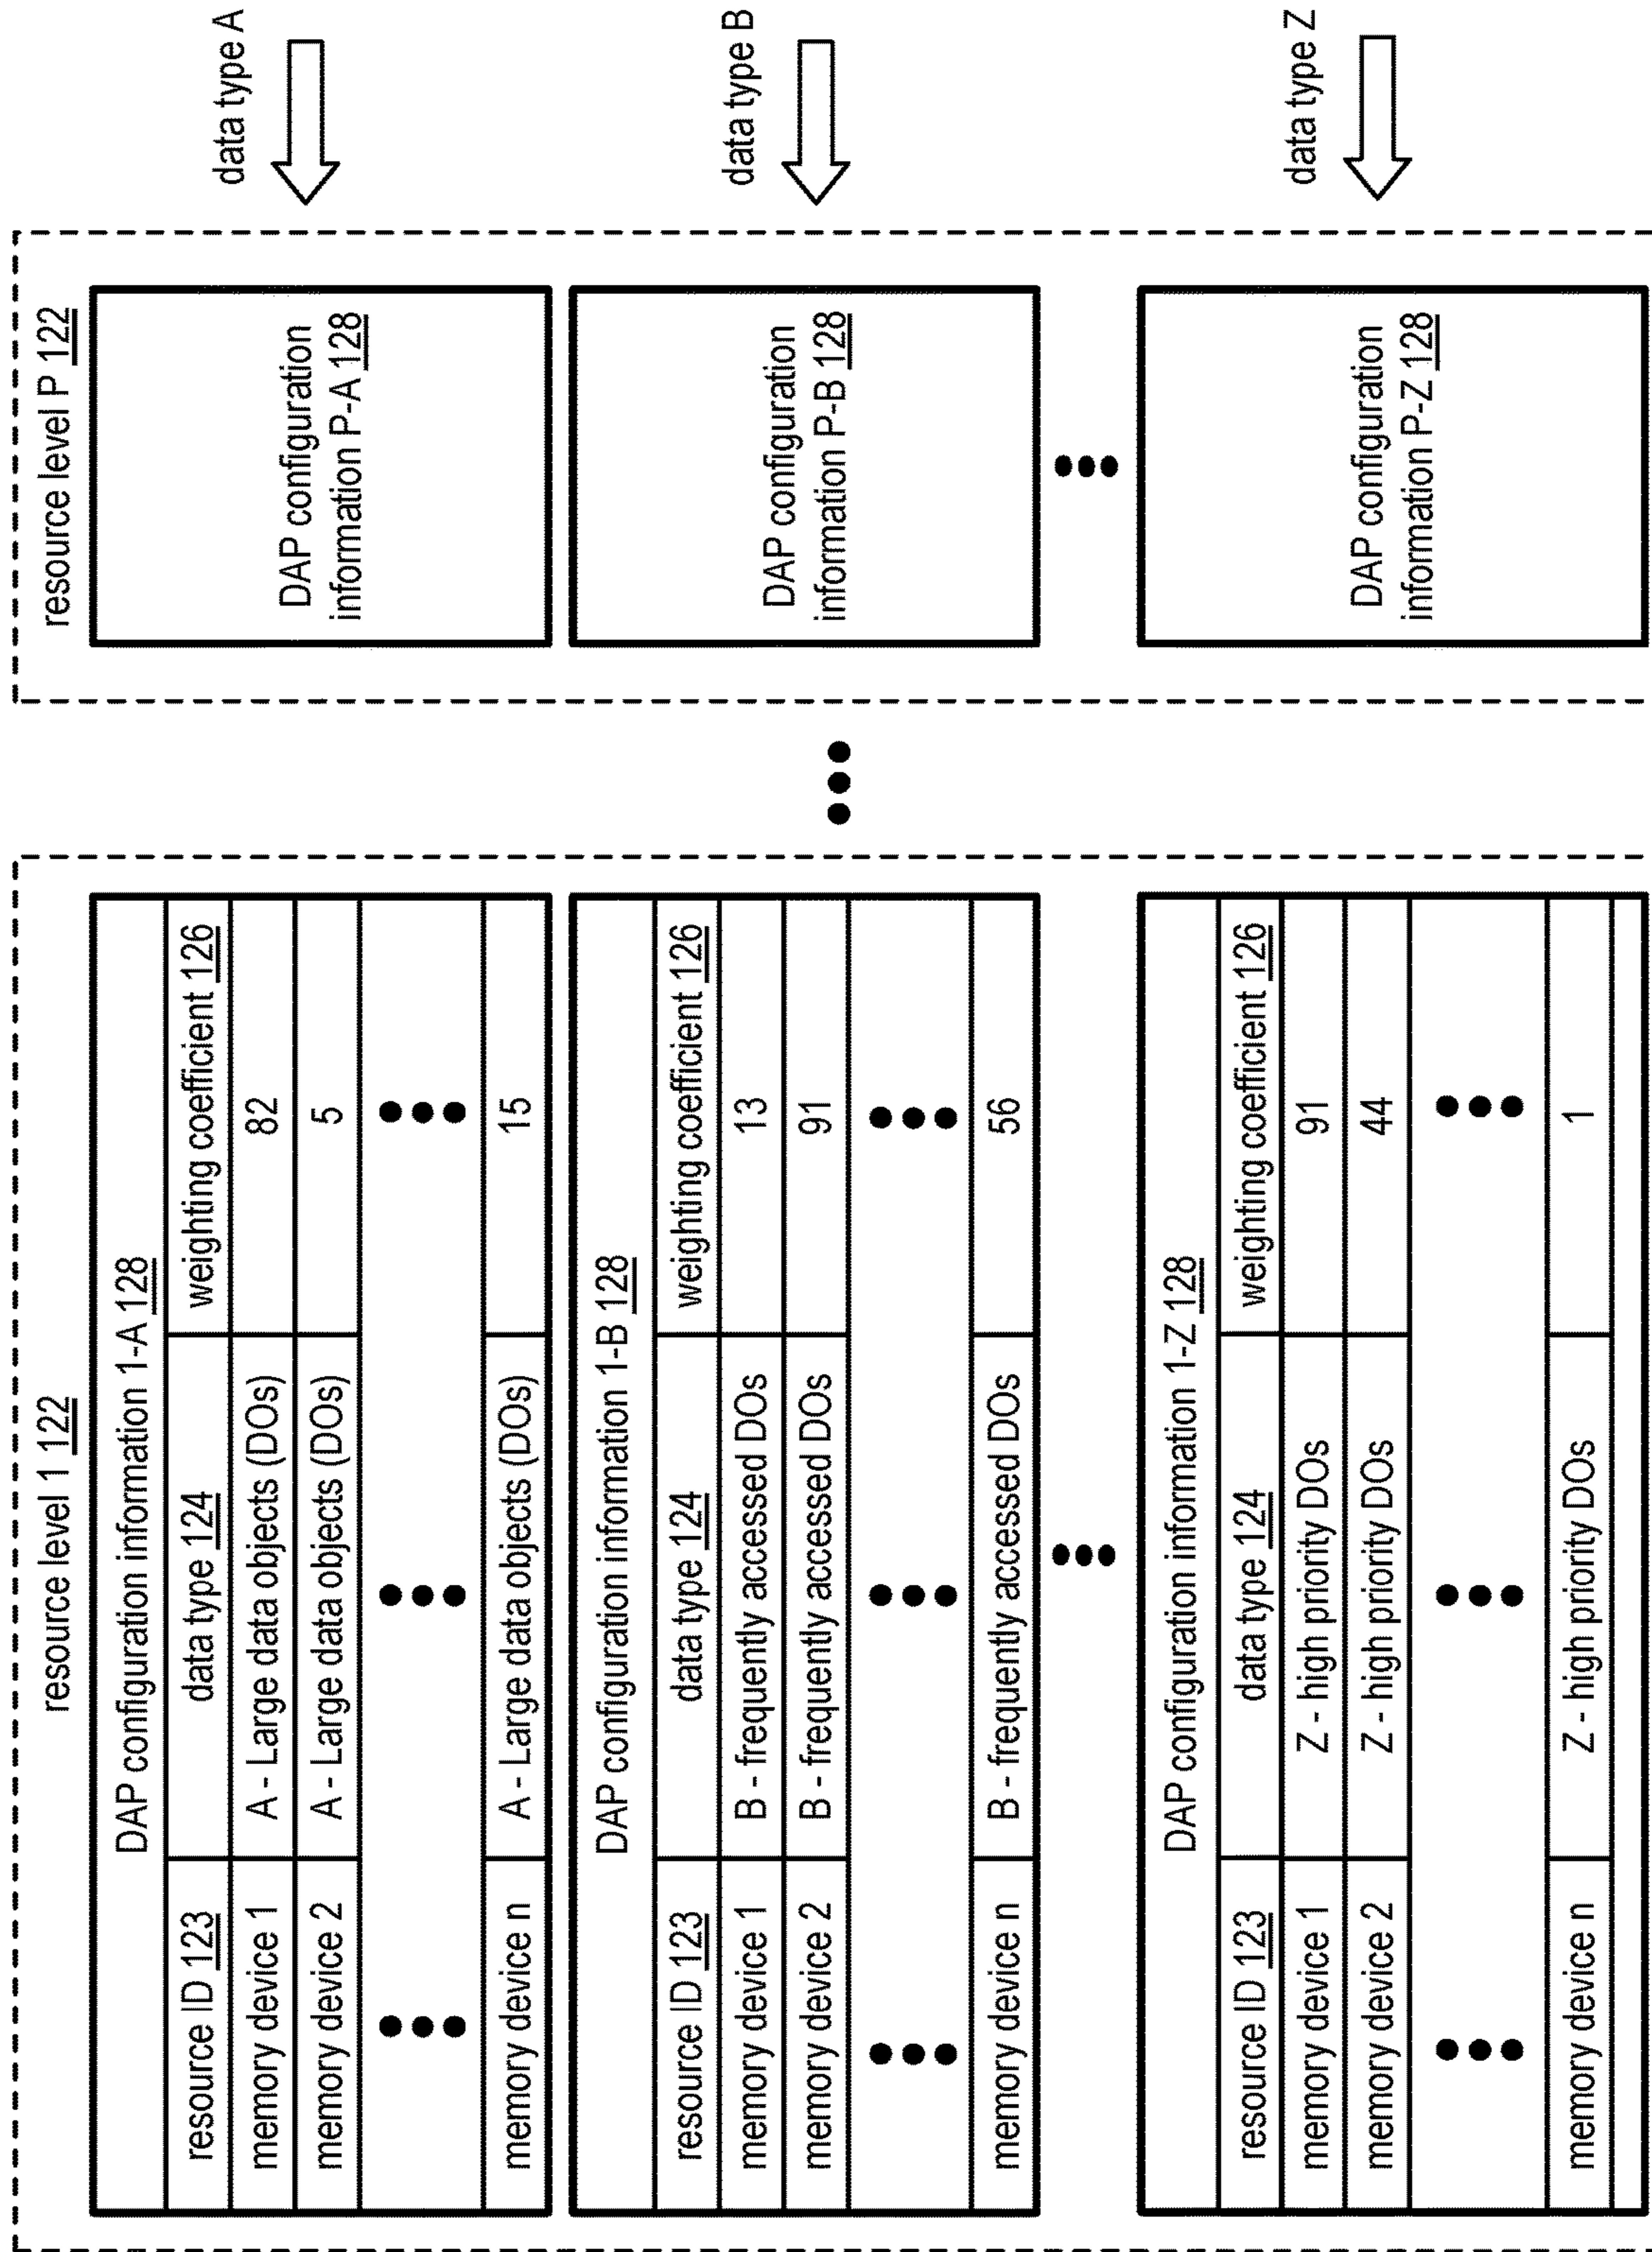 resource level 1 122
DAP configuration information 1-A 128
resource ID 123 data type 124 weighting coefficient 126
memory device 1 A - Large data objects (DOs) 82
memory device 2 A - Large data objects (DOs) 5
memory device n A - Large data objects (DOs) 15
DAP configuration information 1-B 128
resource ID 123 data type 124 weighting coefficient 126
memory device 1 B - frequently accessed DOs 13
memory device 2 B - frequently accessed DOs 91
memory device n B - frequently accessed DOs 56
DAP configuration information 1-Z 128
resource ID 123 data type 124 weighting coefficient 126
memory device 1 Z - high priority DOs 91
memory device 2 Z - high priority DOs 44
memory device n Z - high priority DOs 1
resource level P 122
DAP configuration
information P-A 128
DAP configuration
information P-B 128
DAP configuration
information P-Z 128
data type A
data type B
data type Z